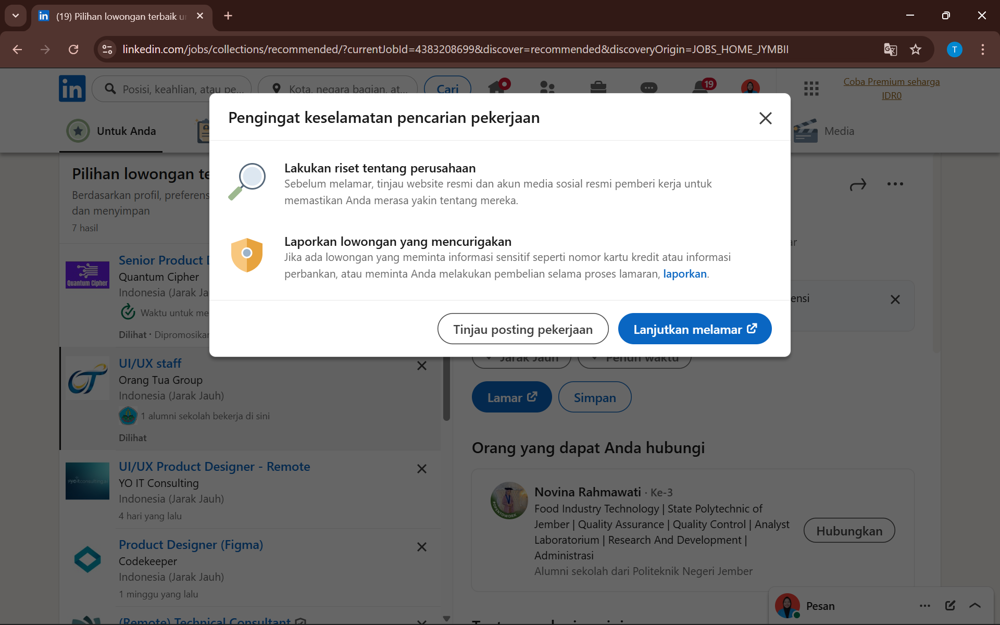 (19) Pilihan lowongan terbaik u
linkedin.com/jobs/collections/recommended/?currentJobId=4383208699&discover=recommended&discoveryOrigin=JOBS_HOME_JYMBII
T
in
Posisi, keahlian, atau pe...
Kota, negara bagian, at...
Cari
19
Coba Premium seharga
IDR0
Untuk Anda
Media
Pengingat keselamatan pencarian pekerjaan
Lakukan riset tentang perusahaan
Sebelum melamar, tinjau website resmi dan akun media sosial resmi pemberi kerja untuk
memastikan Anda merasa yakin tentang mereka.
Laporkan lowongan yang mencurigakan
Jika ada lowongan yang meminta informasi sensitif seperti nomor kartu kredit atau informasi
perbankan, atau meminta Anda melakukan pembelian selama proses lamaran, laporkan.
Tinjau posting pekerjaan
Lanjutkan melamar
Pilihan lowongan te
Berdasarkan profil, preferens
dan menyimpan
7 hasil
Senior Product D
Quantum Cipher
Quantum Cipher
Indonesia (Jarak Ja
Waktu untuk me
Dilihat · Dipromosikan
UI/UX staff
Orang Tua Group
Indonesia (Jarak Jauh)
1 alumni sekolah bekerja di sini
Dilihat
UI/UX Product Designer - Remote
YO IT Consulting
Indonesia (Jarak Jauh)
4 hari yang lalu
Product Designer (Figma)
Codekeeper
Indonesia (Jarak Jauh)
1 minggu yang lalu
(Remote) Technical Consultant
ar
ensi
Jarak Jauh
Penuh waktu
Lamar
Simpan
Orang yang dapat Anda hubungi
#OPENTOWORK
Novina Rahmawati · Ke-3
Food Industry Technology | State Polytechnic of
Jember | Quality Assurance | Quality Control | Analyst
Laboratorium | Research And Development |
Administrasi
Alumni sekolah dari Politeknik Negeri Jember
Hubungkan
Pesan